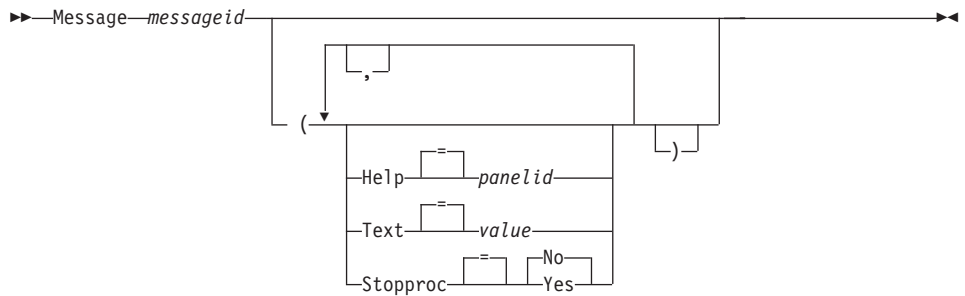 Message messageid
,
(
)
Help = panelid
Text = value
Stopproc = No
Yes